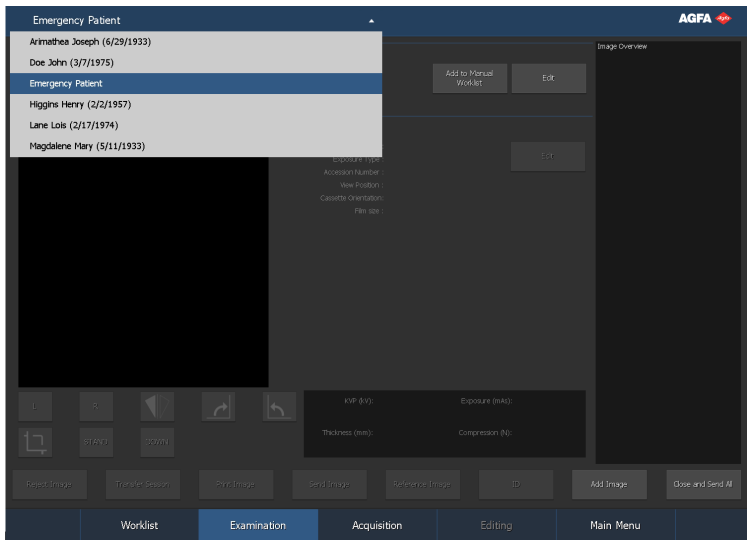 Emergency Patient
AGFA
Arimathea Joseph (6/29/1933)
Doe John (3/7/1975)
Emergency Patient
Higgins Henry (2/2/1957)
Lane Lois (2/17/1974)
Magdalene Mary (5/11/1933)
Add to Manual
Worklist
Edit
Image Overview
Exposure Type :
Accession Number :
View Position :
Cassette Orientation:
Film size :
Edit
L
R
STAND.
DOWN
KVP (kV):
Exposure (mAs):
Thickness (mm):
Compression (N):
Reject Image
Transfer Session
Print Image
Send Image
Reference Image
ID
Add Image
Close and Send All
Worklist
Examination
Acquisition
Editing
Main Menu